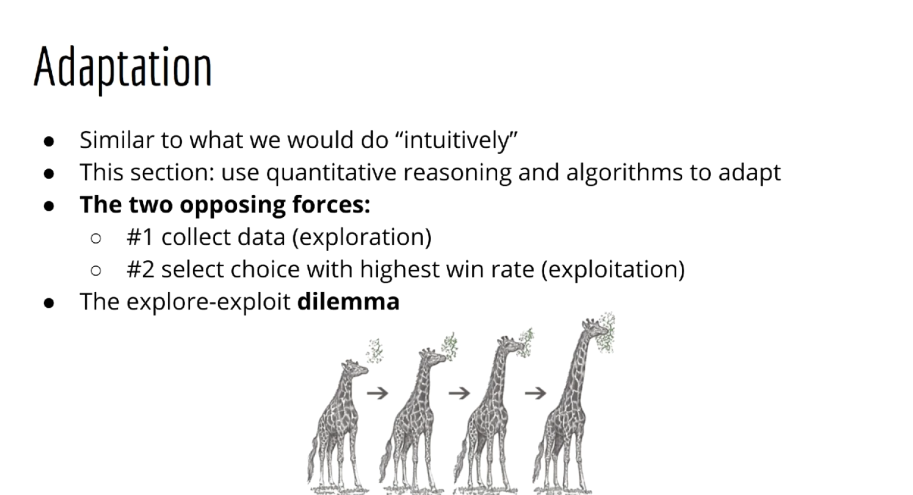 Adaptation
● Similar to what we would do “intuitively”
● This section: use quantitative reasoning and algorithms to adapt
● The two opposing forces:
○ #1 collect data (exploration)
○ #2 select choice with highest win rate (exploitation)
● The explore-exploit dilemma